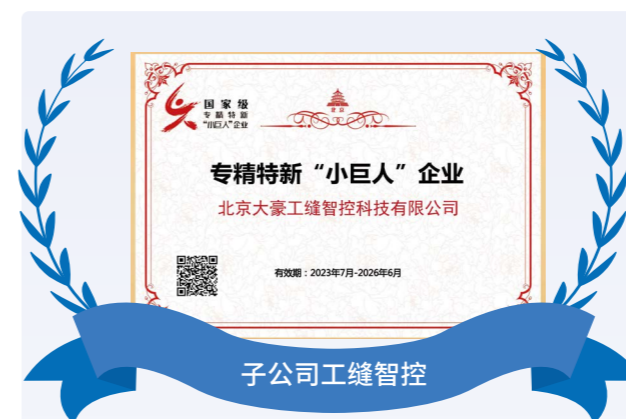 国家级
专精特新
“小巨人”企业
北京
专精特新“小巨人”企业
北京大豪工缝智控科技有限公司
有效期：2023年7月-2026年6月
子公司工缝智控